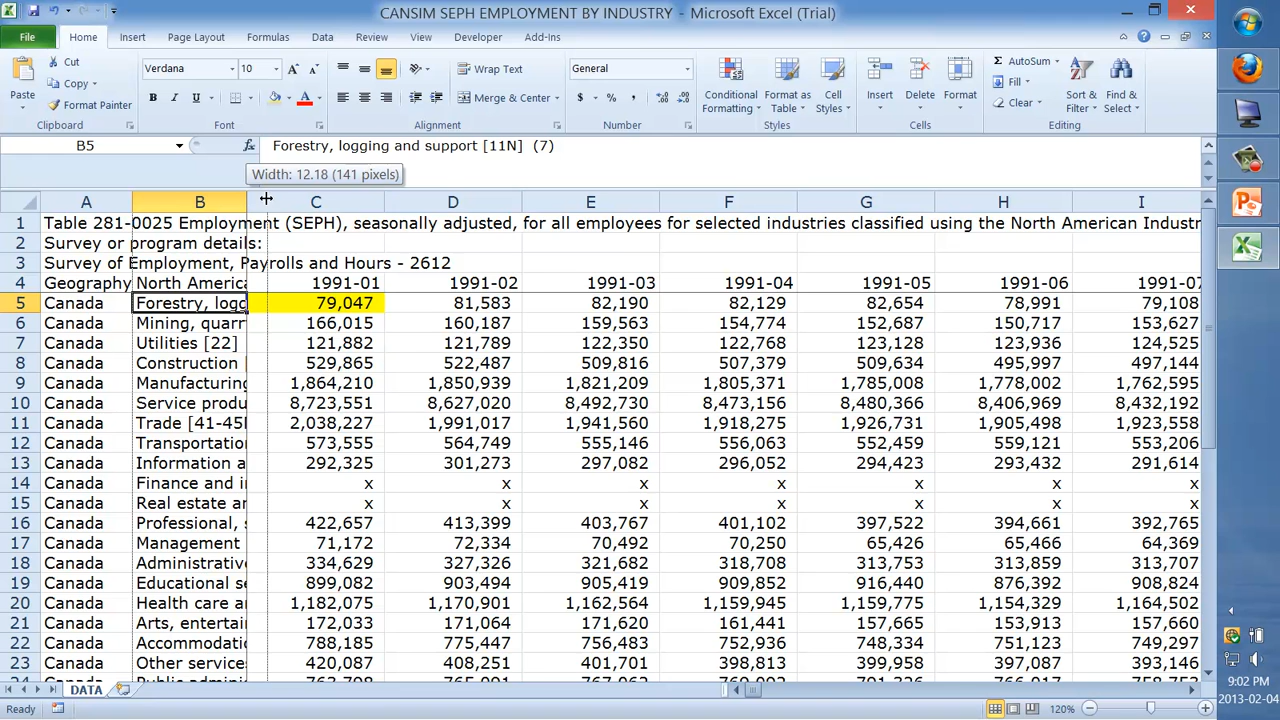 CANSIM SEPH EMPLOYMENT BY INDUSTRY - Microsoft Excel (Trial)
File Home Insert Page Layout Formulas Data Review View Developer Add-Ins
Paste Cut Copy Format Painter Clipboard
Verdana 10 B I U A Font
Wrap Text Merge & Center Alignment
General $ % , Number
Conditional Formatting Format as Table Cell Styles Styles
Insert Delete Format Cells
AutoSum Fill Clear Sort & Filter Find & Select Editing
B5 fx Forestry, logging and support [11N] (7)
Width: 12.18 (141 pixels)
A B C D E F G H I
1 Table 281-0025 Employment (SEPH), seasonally adjusted, for all employees for selected industries classified using the North American Industr
2 Survey or program details:
3 Survey of Employment, Payrolls and Hours - 2612
4 Geography North America 1991-01 1991-02 1991-03 1991-04 1991-05 1991-06 1991-07
5 Canada Forestry, logg 79,047 81,583 82,190 82,129 82,654 78,991 79,108
6 Canada Mining, quarr 166,015 160,187 159,563 154,774 152,687 150,717 153,627
7 Canada Utilities [22] 121,882 121,789 122,350 122,768 123,128 123,936 124,525
8 Canada Construction [ 529,865 522,487 509,816 507,379 509,634 495,997 497,144
9 Canada Manufacturing 1,864,210 1,850,939 1,821,209 1,805,371 1,785,008 1,778,002 1,762,595
10 Canada Service produ 8,723,551 8,627,020 8,492,730 8,473,156 8,480,366 8,406,969 8,432,192
11 Canada Trade [41-45N 2,038,227 1,991,017 1,941,560 1,918,275 1,926,731 1,905,498 1,923,558
12 Canada Transportation 573,555 564,749 555,146 556,063 552,459 559,121 553,206
13 Canada Information a 292,325 301,273 297,082 296,052 294,423 293,432 291,614
14 Canada Finance and in x x x x x x x
15 Canada Real estate an x x x x x x x
16 Canada Professional, s 422,657 413,399 403,767 401,102 397,522 394,661 392,765
17 Canada Management 71,172 72,334 70,492 70,250 65,426 65,466 64,369
18 Canada Administrative 334,629 327,326 321,682 318,708 313,753 313,859 313,707
19 Canada Educational se 899,082 903,494 905,419 909,852 916,440 876,392 908,824
20 Canada Health care an 1,182,075 1,170,901 1,162,564 1,159,945 1,159,775 1,154,329 1,164,502
21 Canada Arts, entertain 172,033 171,064 171,620 161,441 157,665 153,913 157,660
22 Canada Accommodatio 788,185 775,447 756,483 752,936 748,334 751,123 749,297
23 Canada Other services 420,087 408,251 401,701 398,813 399,958 397,087 393,146
DATA
Ready 120%
9:02 PM
2013-02-04